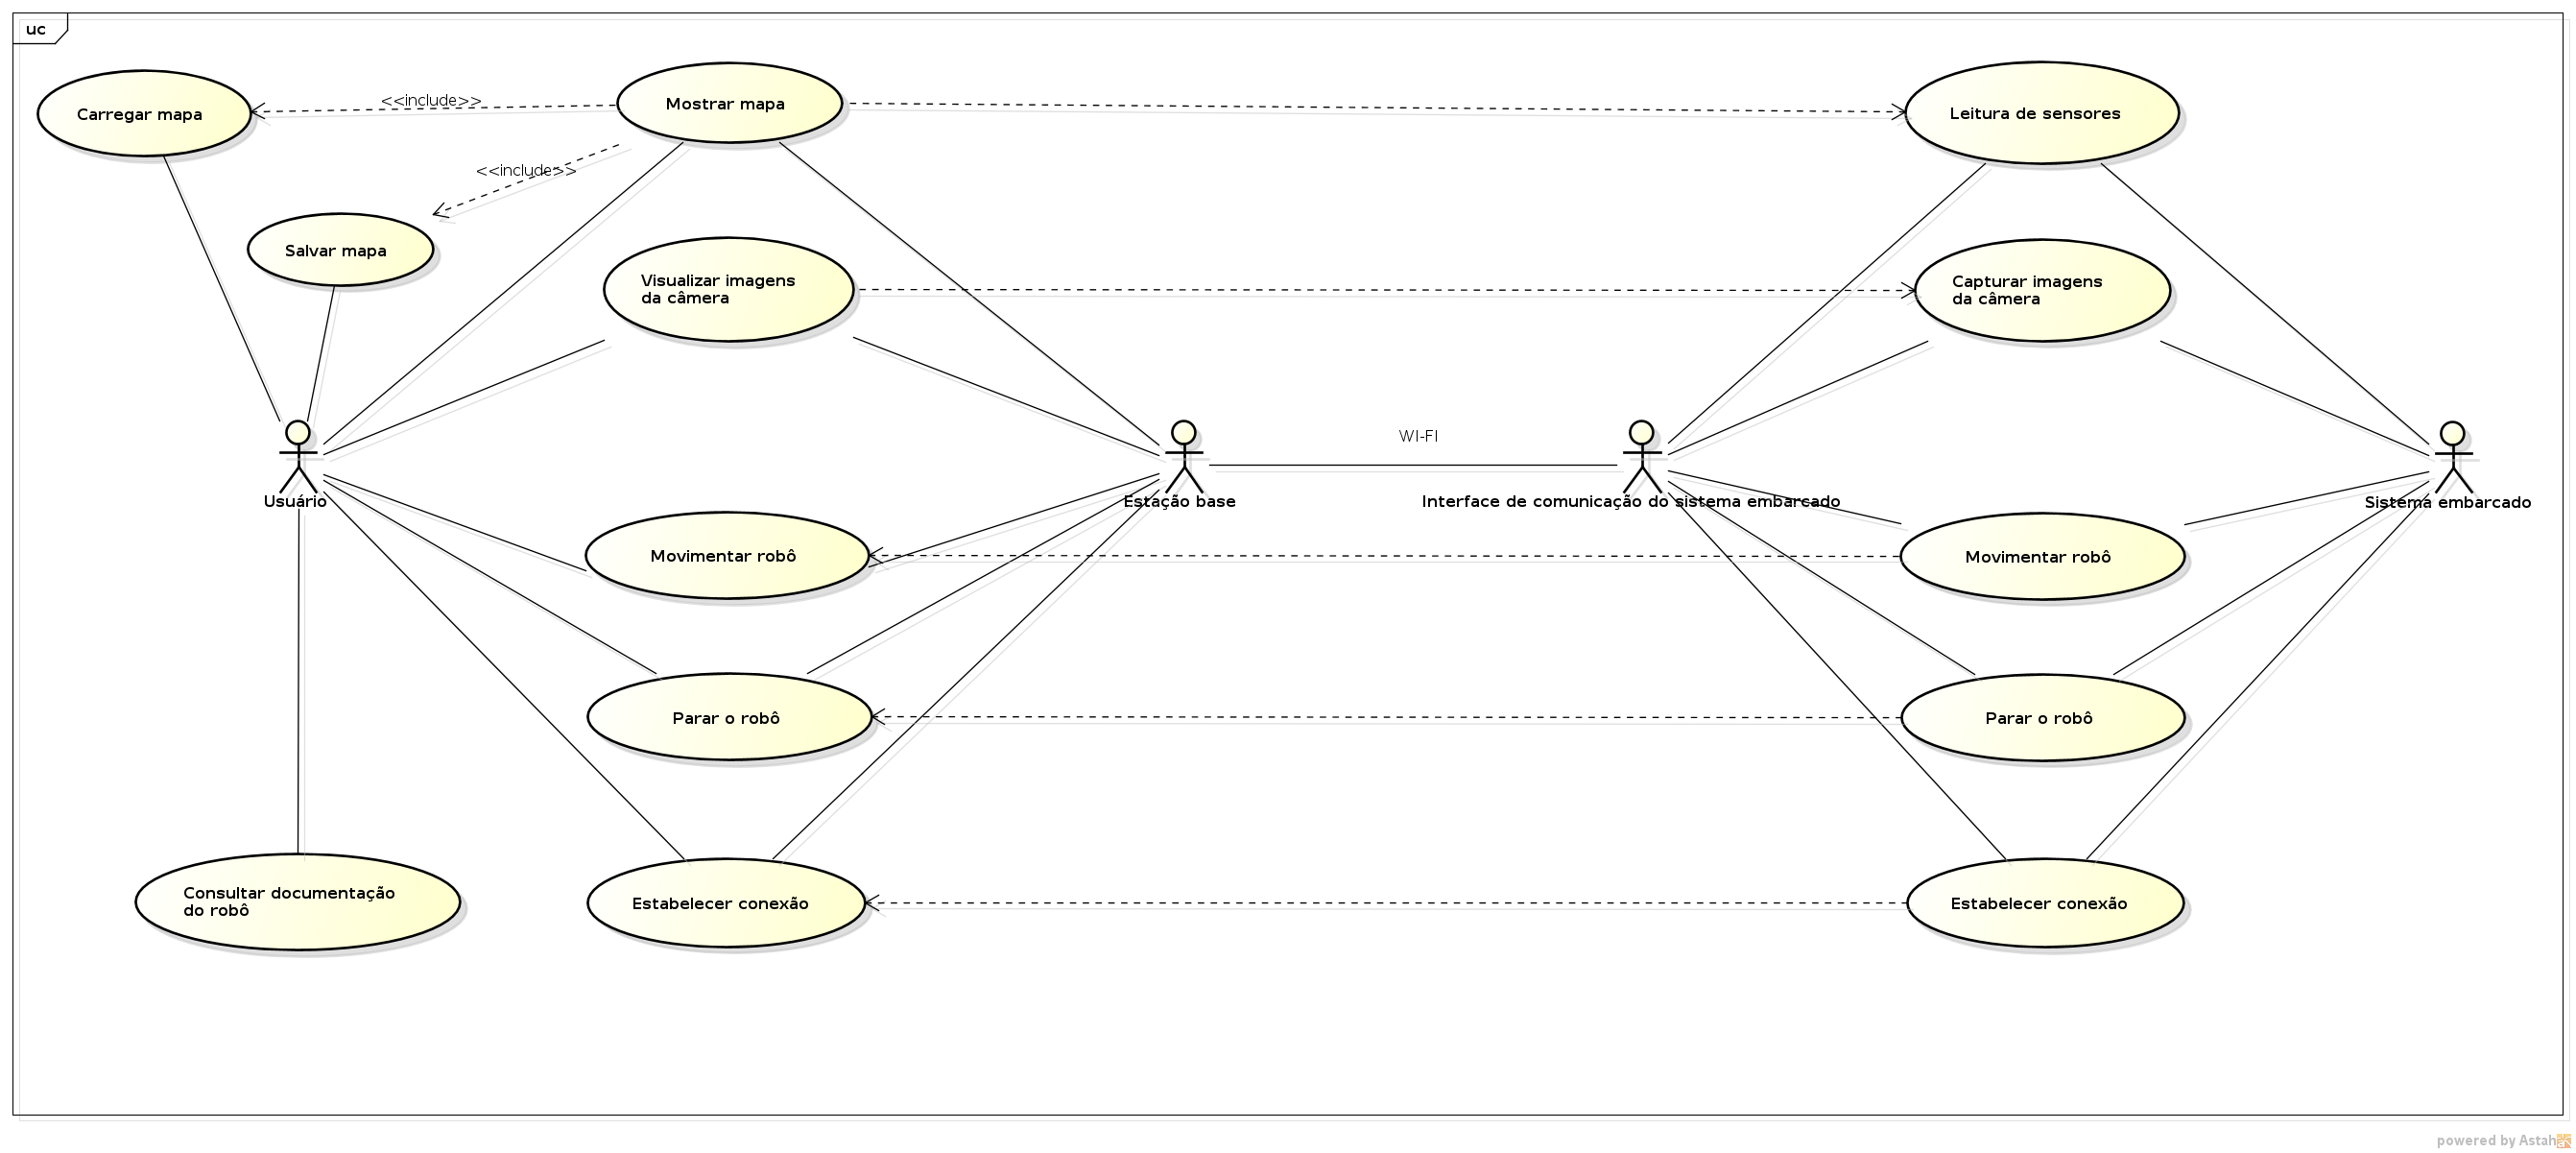 uc
Carregar mapa
<<include>>
Mostrar mapa
Leitura de sensores
<<include>>
Salvar mapa
Visualizar imagens
da câmera
Capturar imagens
da câmera
WI-FI
Usuário
Estação base
Interface de comunicação do sistema embarcado
Sistema embarcado
Movimentar robô
Movimentar robô
Parar o robô
Parar o robô
Consultar documentação
do robô
Estabelecer conexão
Estabelecer conexão
powered by Astah